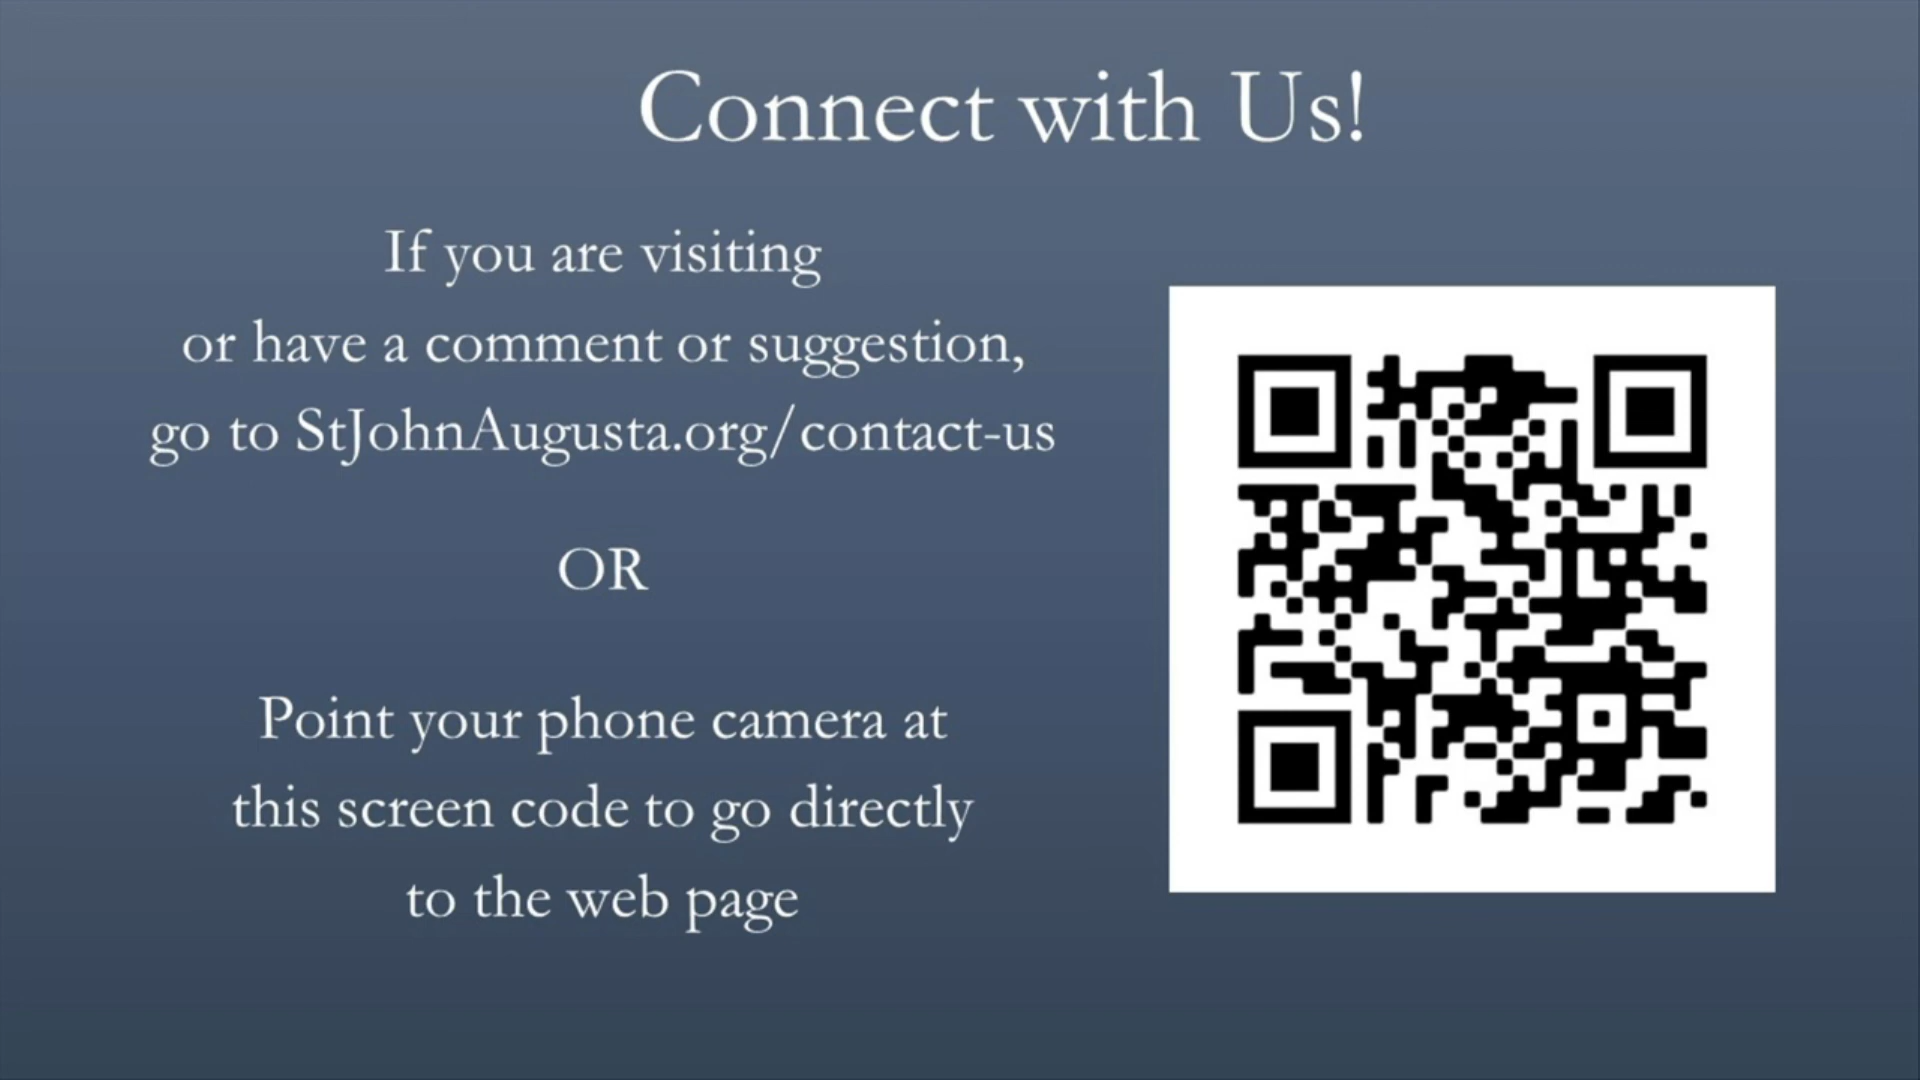 Connect with Us!
If you are visiting
or have a comment or suggestion,
go to StJohnAugusta.org/contact-us
OR
Point your phone camera at
this screen code to go directly
to the web page